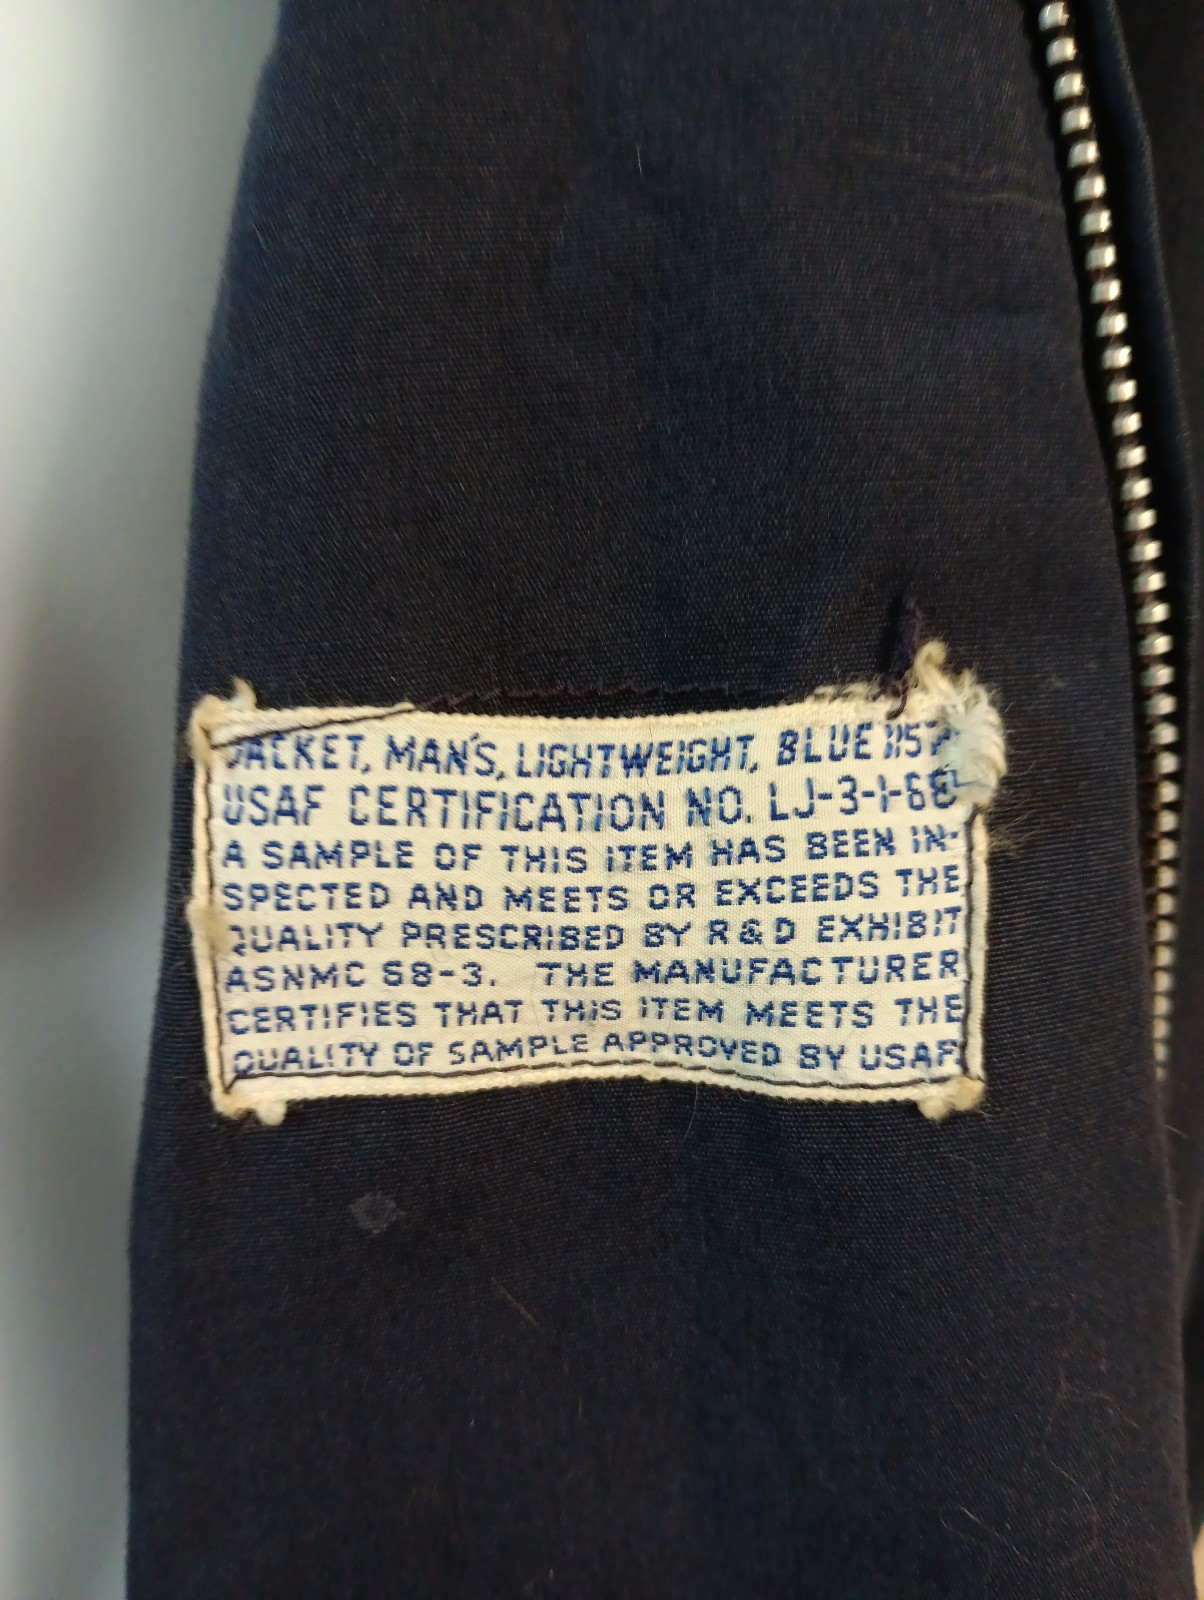 JACKET, MAN'S, LIGHTWEIGHT, BLUE 1157
USAF CERTIFICATION NO. LJ-3-1-68
A SAMPLE OF THIS ITEM HAS BEEN IN-
SPECTED AND MEETS OR EXCEEDS THE
QUALITY PRESCRIBED BY R&D EXHIBIT
ASNMC 68-3. THE MANUFACTURER
CERTIFIES THAT THIS ITEM MEETS THE
QUALITY OF SAMPLE APPROVED BY USAF